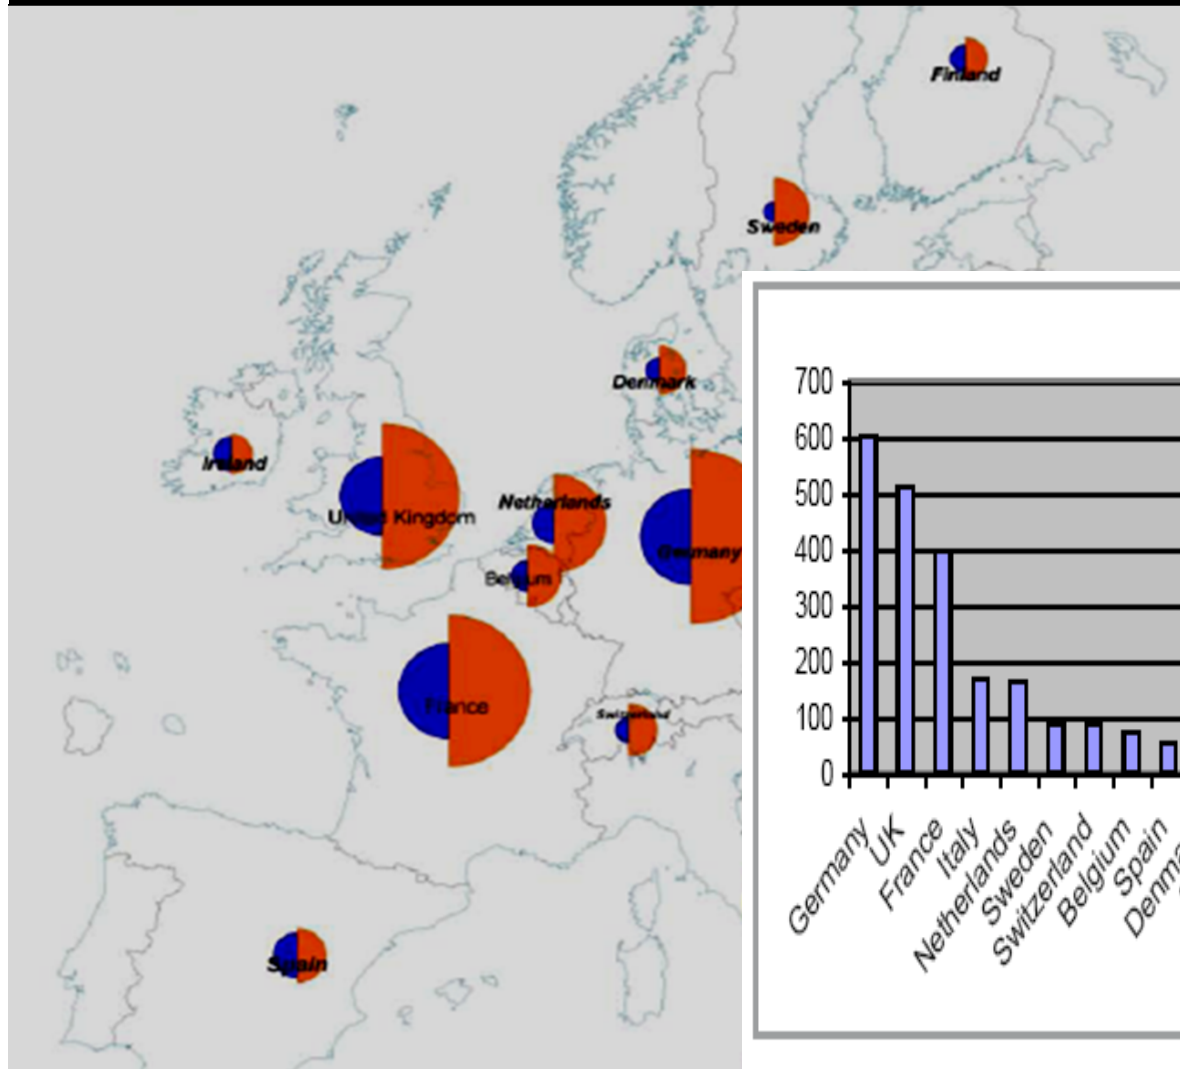 Finland
Sweden
Denmark
Ireland
United Kingdom
Netherlands
Germany
Belgium
France
Switzerland
Spain
700
600
500
400
300
200
100
0
Germany
UK
France
Italy
Netherlands
Sweden
Switzerland
Belgium
Spain